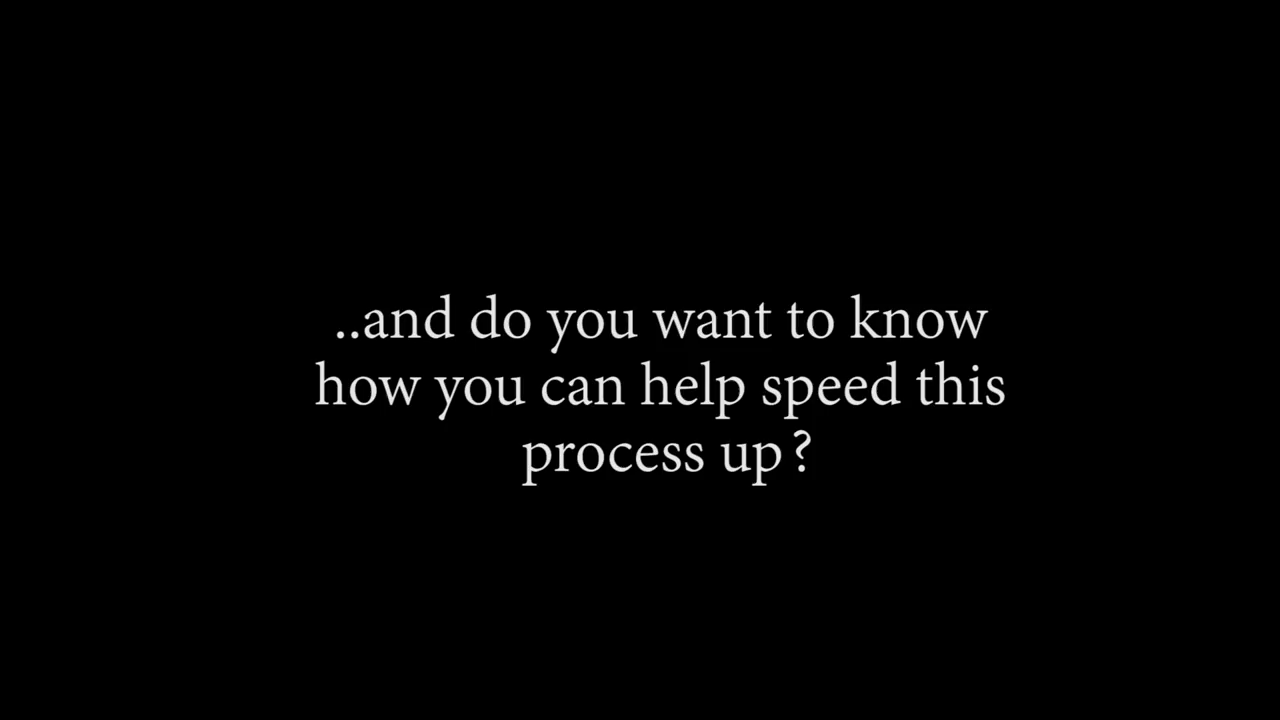 ..and do you want to know
how you can help speed this
process up?